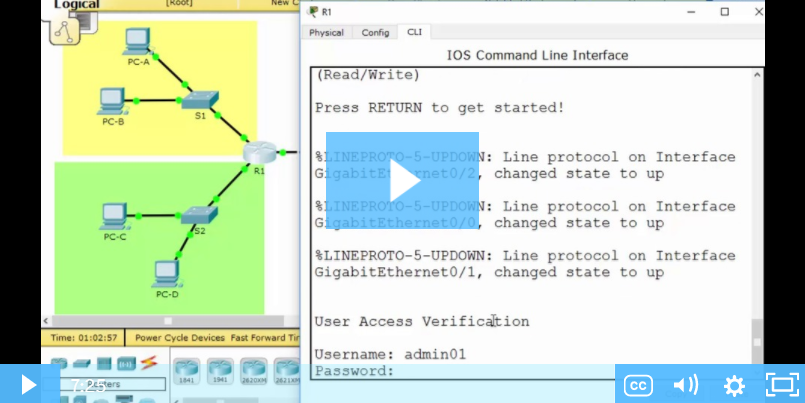 Logical
[Root]
New C
PC-A
PC-B
S1
R1
PC-C
S2
PC-D
Time: 01:02:57
Power Cycle Devices Fast Forward Tir
Routers
1841
1941
2620XM
2621XM
7:25
R1
Physical
Config
CLI
IOS Command Line Interface
(Read/Write)
Press RETURN to get started!
%LINEPROTO-5-UPDOWN: Line protocol on Interface
GigabitEthernet0/2, changed state to up
%LINEPROTO-5-UPDOWN: Line protocol on Interface
GigabitEthernet0/0, changed state to up
%LINEPROTO-5-UPDOWN: Line protocol on Interface
GigabitEthernet0/1, changed state to up
User Access Verification
Username: admin01
Password:
CC